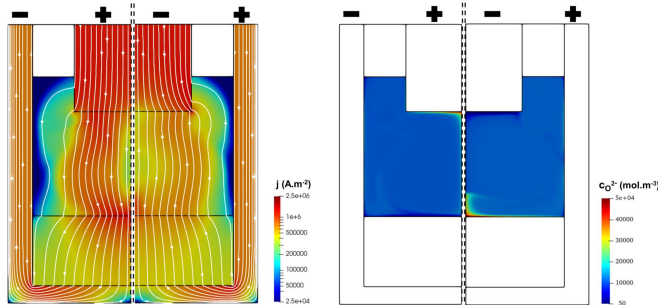 − + − +
− + − +
j (A.m⁻²)
2.5e+06
1e+6
500000
200000
100000
50000
2.5e+04
c_O²⁻ (mol.m⁻³)
5e+04
40000
30000
20000
10000
50